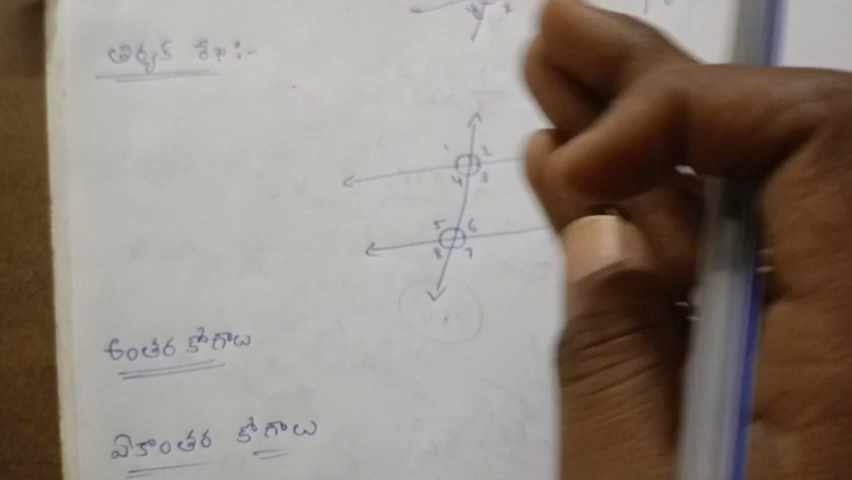 తిర్యక్ రేఖ:-
1 2
4 3
5 6
8 7
అంతర కోణాలు
ఏకాంతర కోణాలు